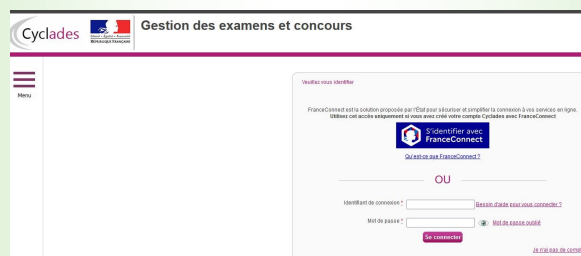 Cyclades
RÉPUBLIQUE FRANÇAISE
Gestion des examens et concours
Menu
Veuillez vous identifier
FranceConnect est la solution proposée par l'État pour sécuriser et simplifier la connexion à vos services en ligne.
Utilisez cet accès uniquement si vous avez créé votre compte Cyclades avec FranceConnect
S'identifier avec
FranceConnect
Qu'est-ce que FranceConnect ?
OU
Identifiant de connexion *
Besoin d'aide pour vous connecter ?
Mot de passe *
Mot de passe oublié
Se connecter
Je n'ai pas de compt